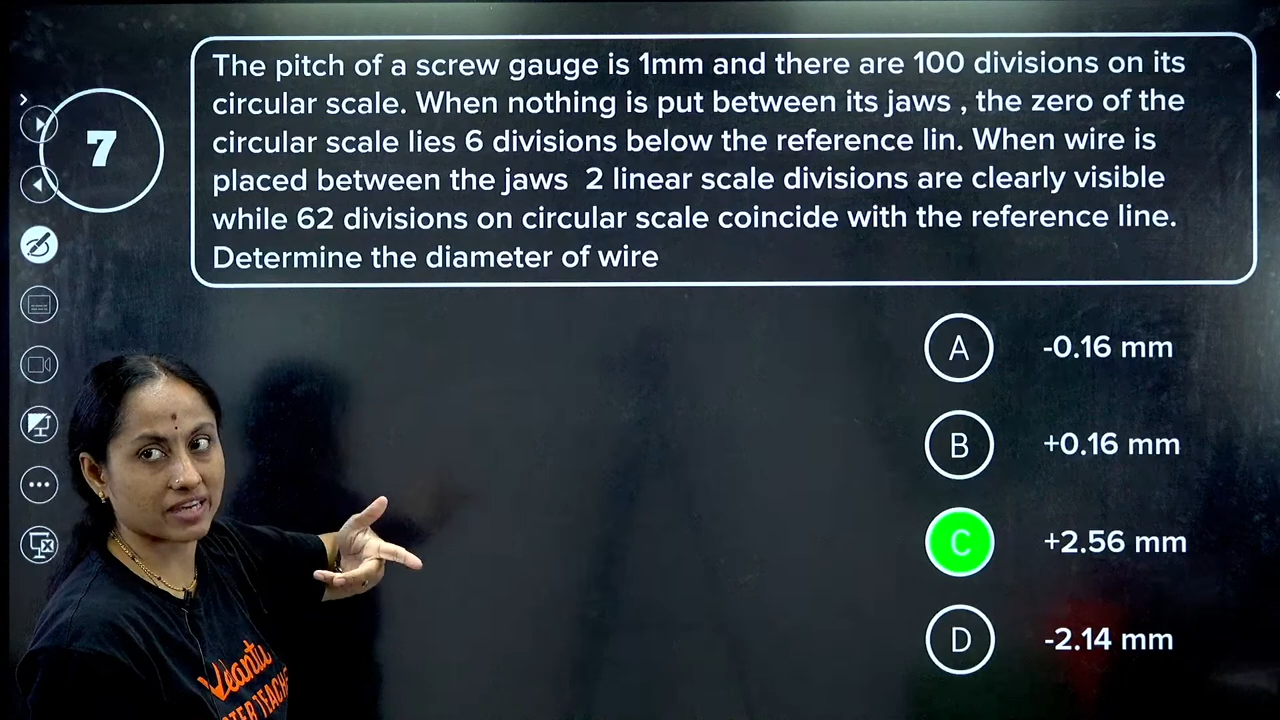 7
The pitch of a screw gauge is 1mm and there are 100 divisions on its
circular scale. When nothing is put between its jaws , the zero of the
circular scale lies 6 divisions below the reference lin. When wire is
placed between the jaws  2 linear scale divisions are clearly visible
while 62 divisions on circular scale coincide with the reference line.
Determine the diameter of wire
A -0.16 mm
B +0.16 mm
C +2.56 mm
D -2.14 mm